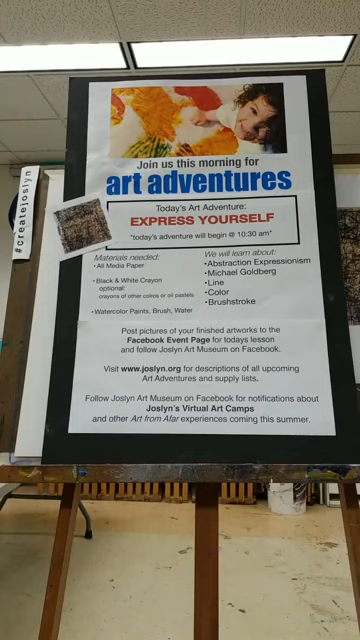 #createjoslyn
Join us this morning for
art adventures
Today's Art Adventure:
EXPRESS YOURSELF
*today's adventure will begin @ 10:30 am*
Materials needed:
•All Media Paper
•Black & White Crayon
optional:
crayons of other colors or oil pastels
•Watercolor Paints, Brush, Water
We will learn about:
•Abstraction Expressionism
•Michael Goldberg
•Line
•Color
•Brushstroke
Post pictures of your finished artworks to the
Facebook Event Page for todays lesson
and follow Joslyn Art Museum on Facebook.
Visit www.joslyn.org for descriptions of all upcoming
Art Adventures and supply lists.
Follow Joslyn Art Museum on Facebook for notifications about
Joslyn's Virtual Art Camps
and other Art from Afar experiences coming this summer.